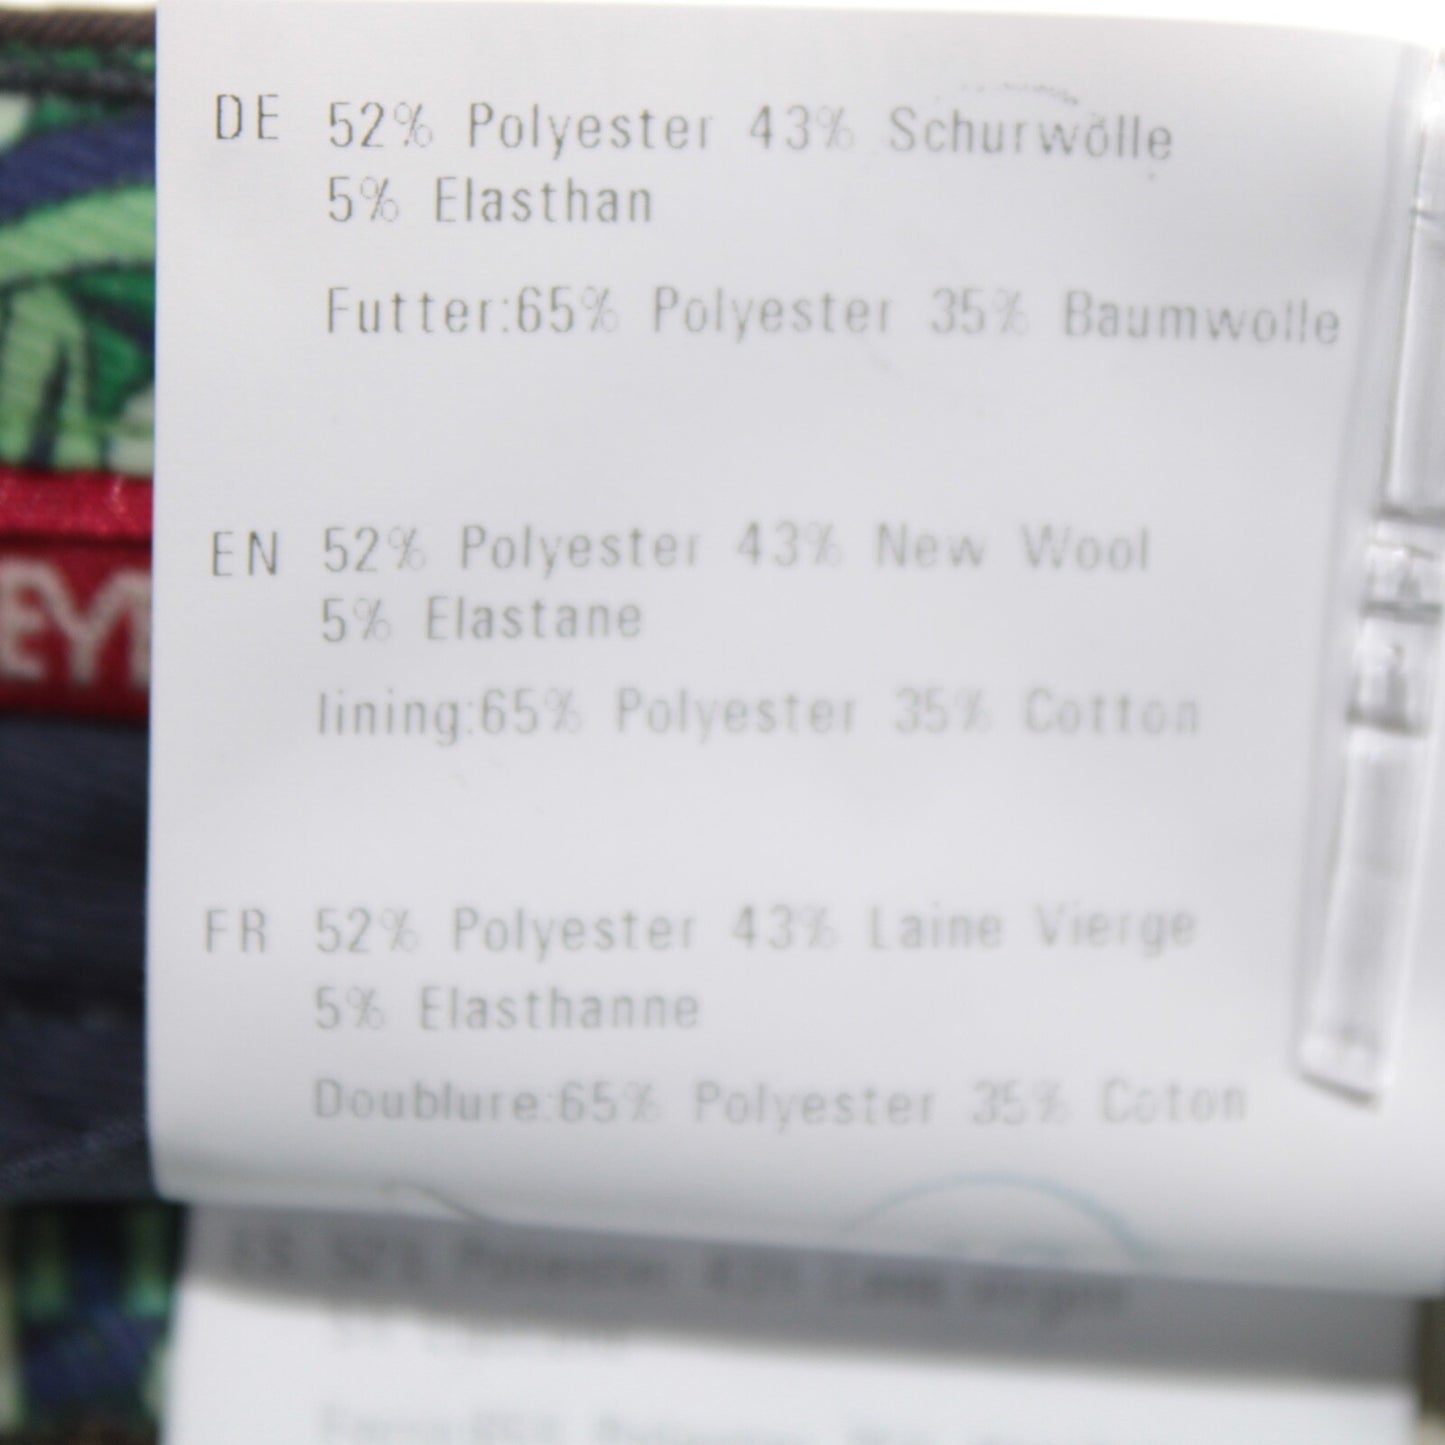 DE 52% Polyester 43% Schurwolle
5% Elasthan
Futter:65% Polyester 35% Baumwolle
EN 52% Polyester 43% New Wool
5% Elastane
lining:65% Polyester 35% Cotton
FR 52% Polyester 43% Laine Vierge
5% Elasthanne
Doublure:65% Polyester 35% Coton